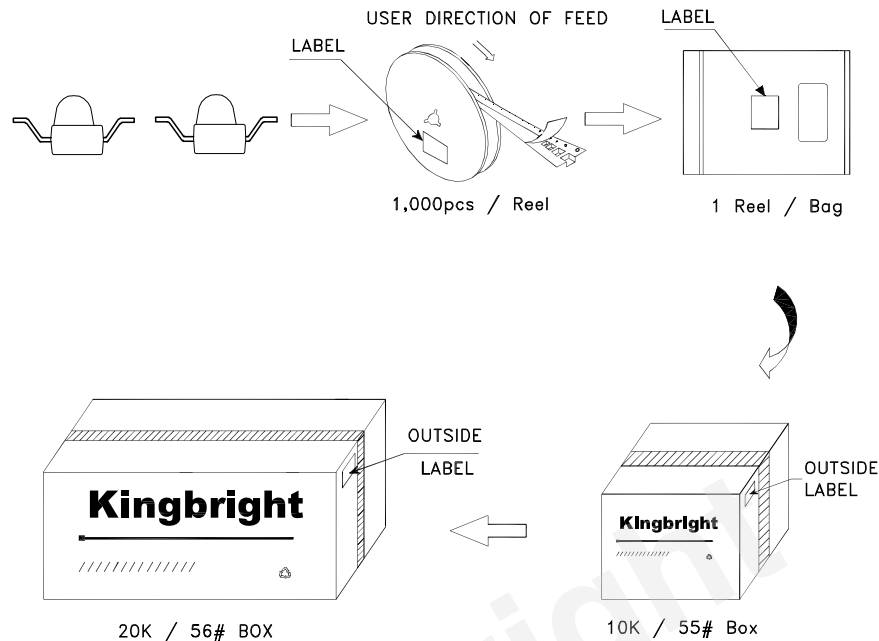 USER DIRECTION OF FEED
LABEL
LABEL
1,000pcs / Reel
1 Reel / Bag
OUTSIDE
LABEL
Kingbright
20K / 56# BOX
OUTSIDE
LABEL
Kingbright
10K / 55# Box
right